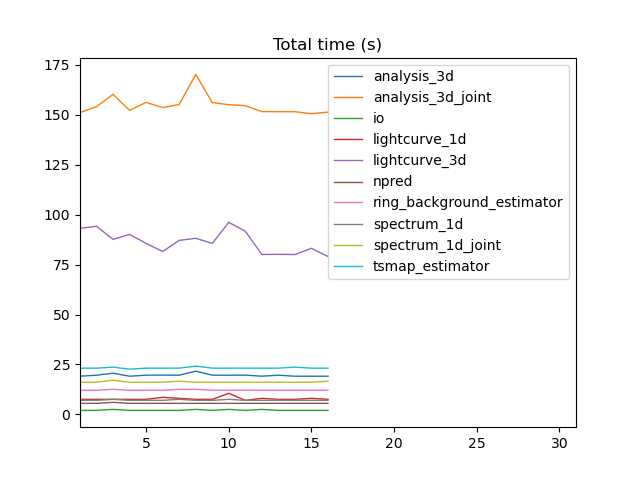 Total time (s)
175
150
125
100
75
50
25
0
5
10
15
20
25
30
analysis_3d
analysis_3d_joint
io
lightcurve_1d
lightcurve_3d
npred
ring_background_estimator
spectrum_1d
spectrum_1d_joint
tsmap_estimator